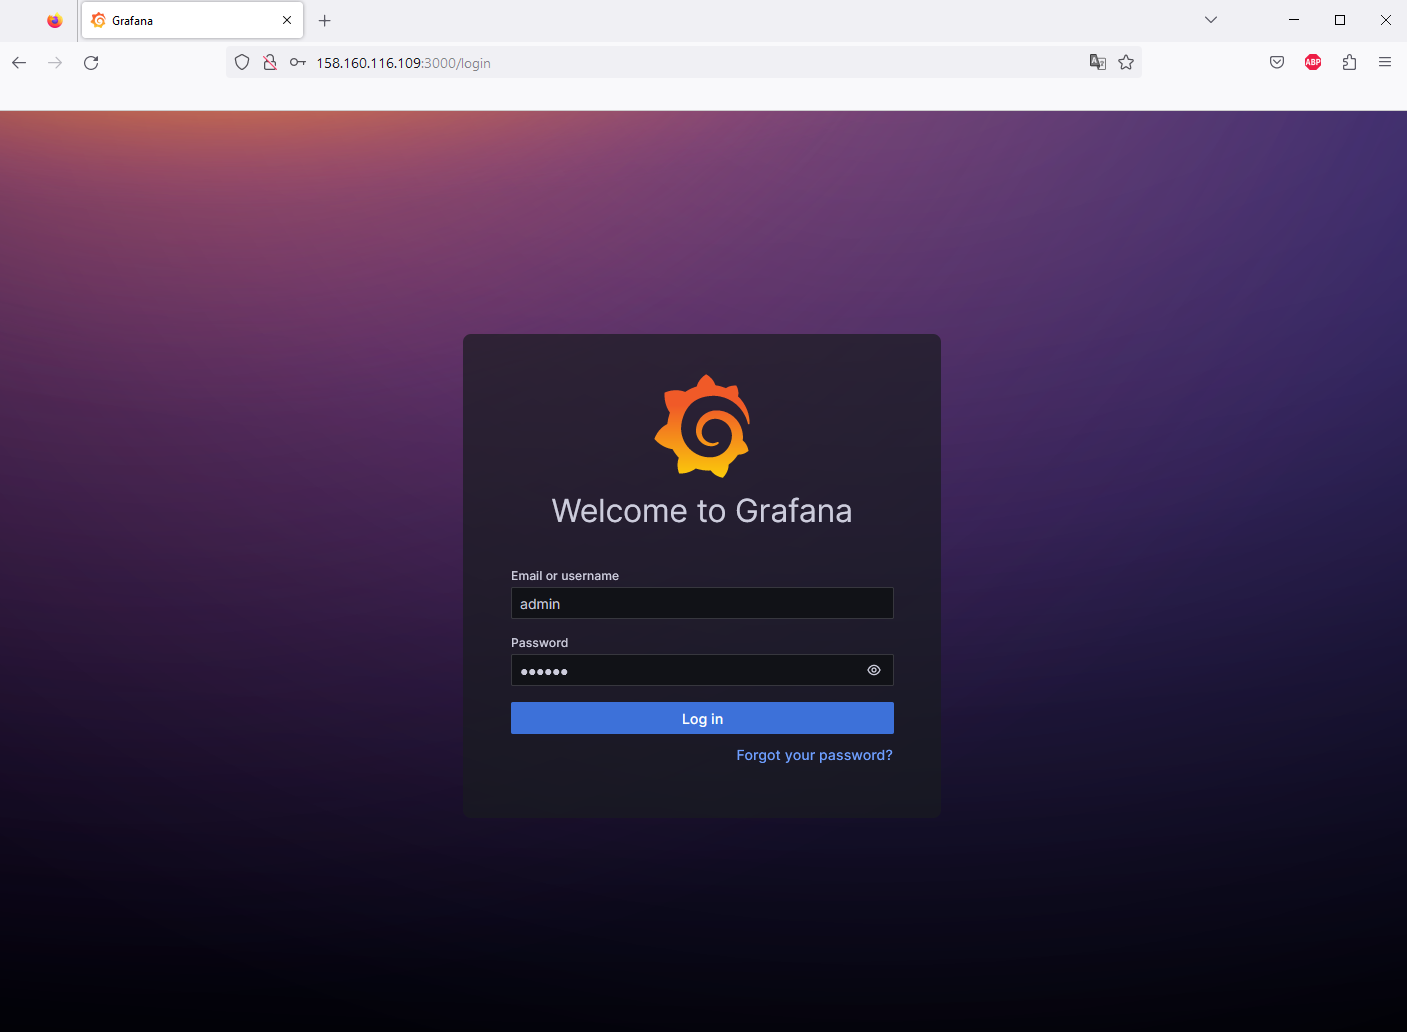 Grafana
158.160.116.109:3000/login
ABP
Welcome to Grafana
Email or username
admin
Password
••••••
Log in
Forgot your password?